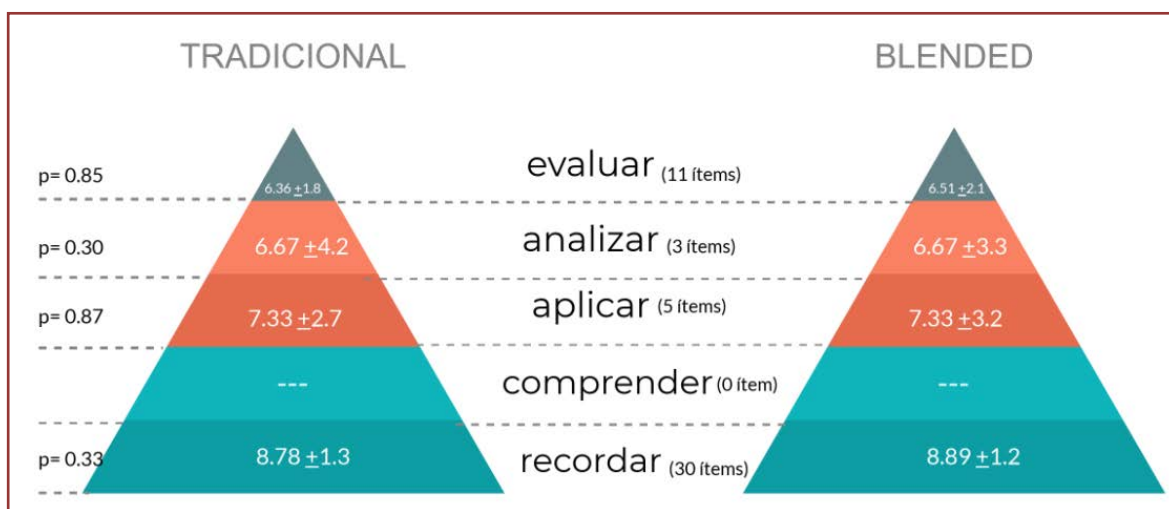 TRADICIONAL
BLENDED
p= 0.85
6.36 ±1.8
evaluar (11 ítems)
6.51 ±2.1
p= 0.30
6.67 ±4.2
analizar (3 ítems)
6.67 ±3.3
p= 0.87
7.33 ±2.7
aplicar (5 ítems)
7.33 ±3.2
---
comprender (0 ítem)
---
p= 0.33
8.78 ±1.3
recordar (30 ítems)
8.89 ±1.2